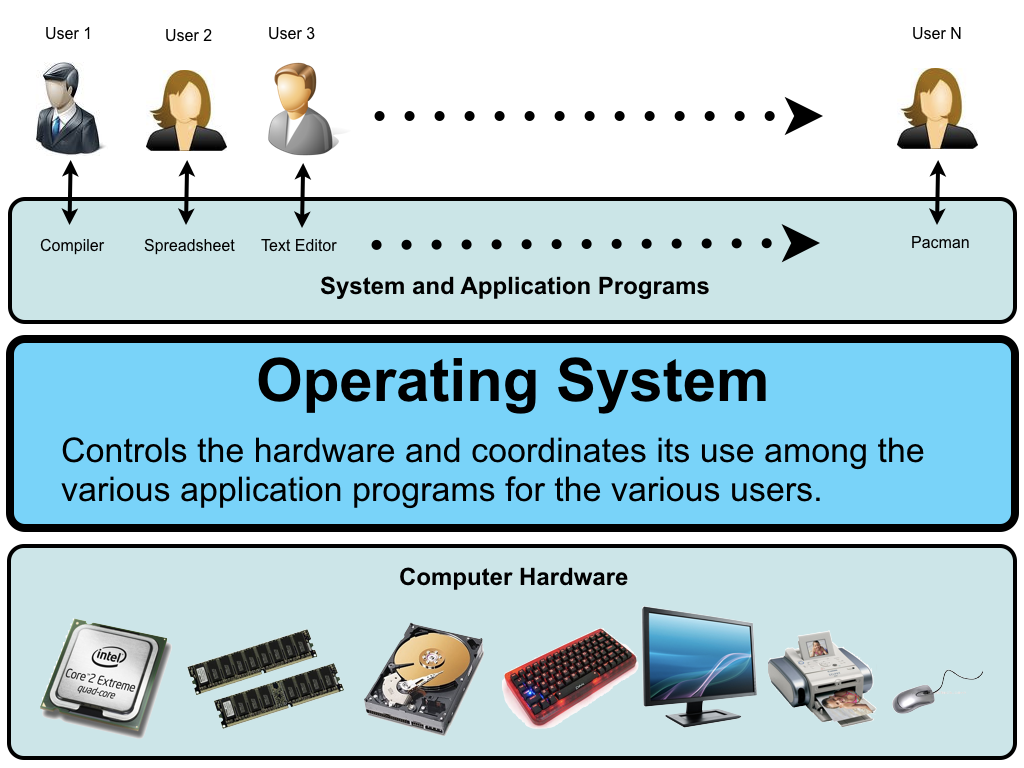 User 1
User 2
User 3
User N
Compiler
Spreadsheet
Text Editor
Pacman
System and Application Programs
Operating System
Controls the hardware and coordinates its use among the
various application programs for the various users.
Computer Hardware
intel
Core™2 Extreme
quad-core